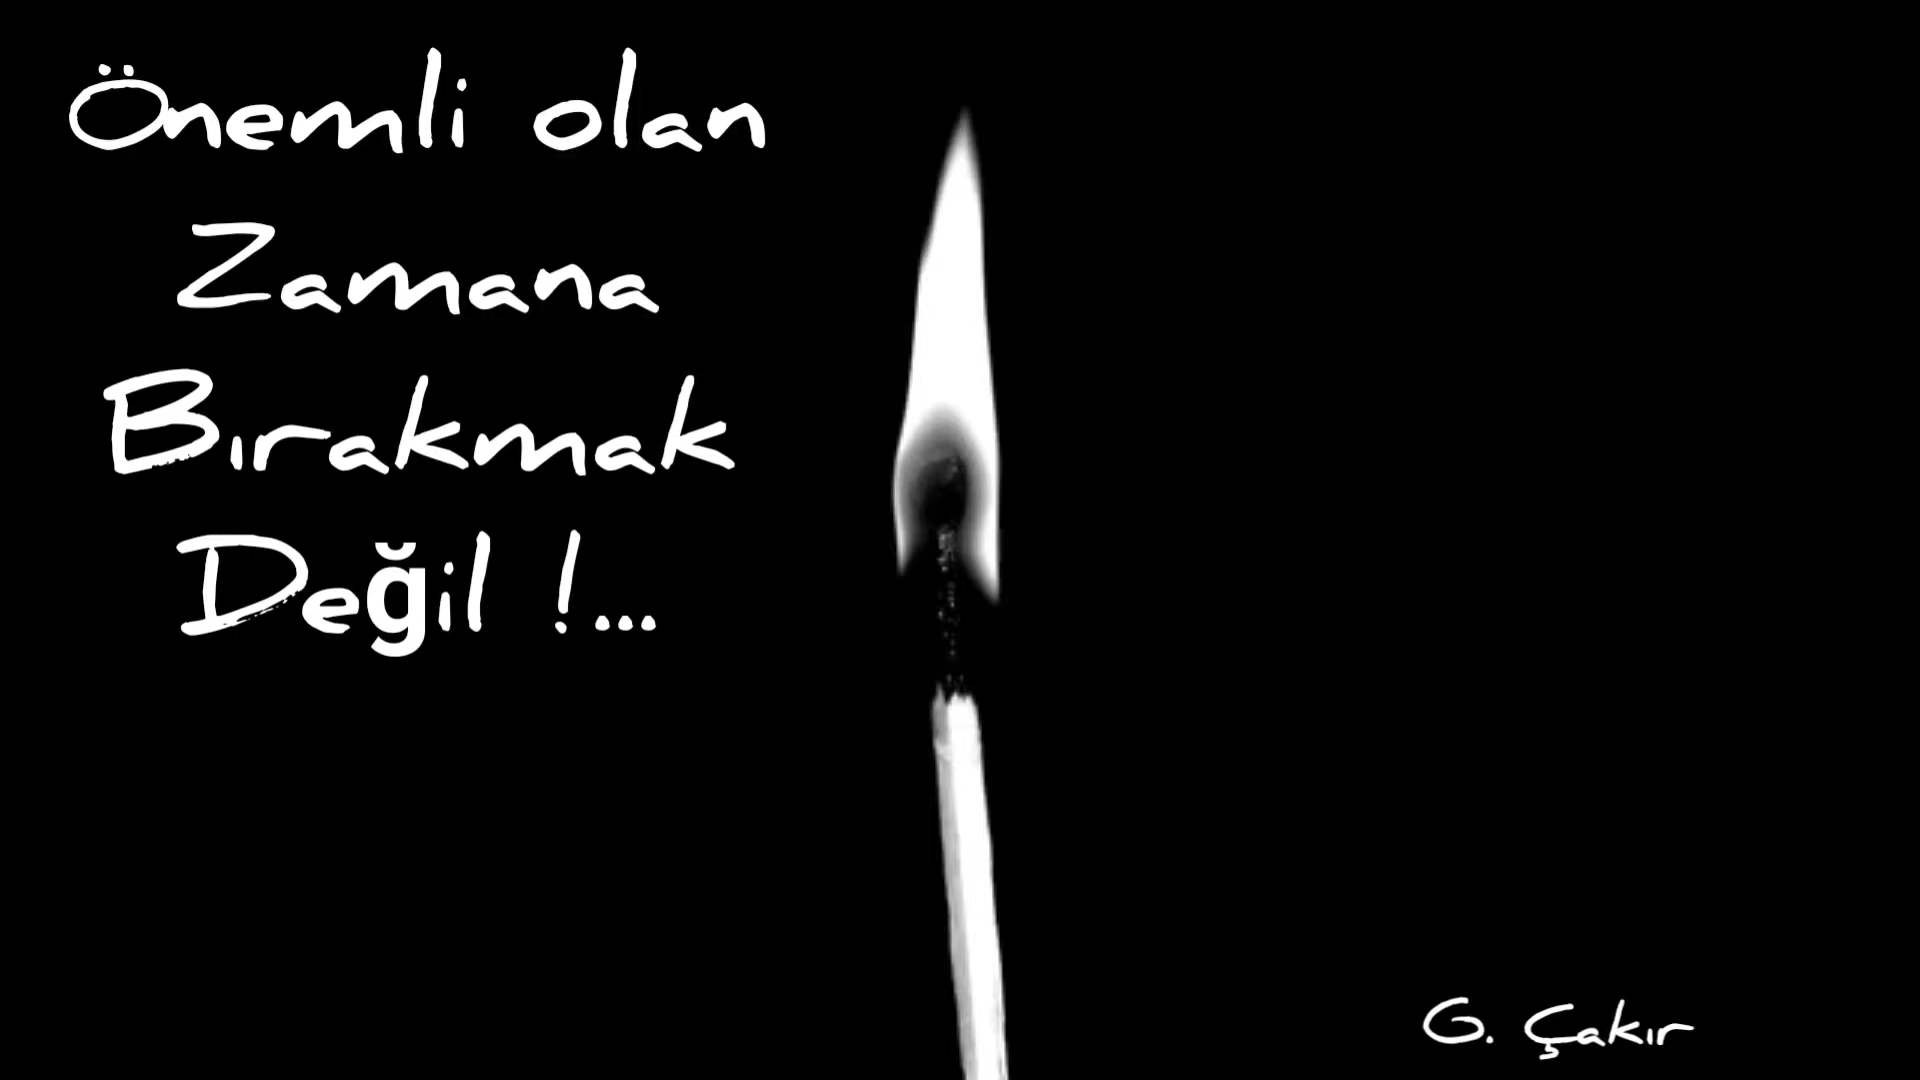 Önemli olan
Zamana
Bırakmak
Değil !...
G. Çakır